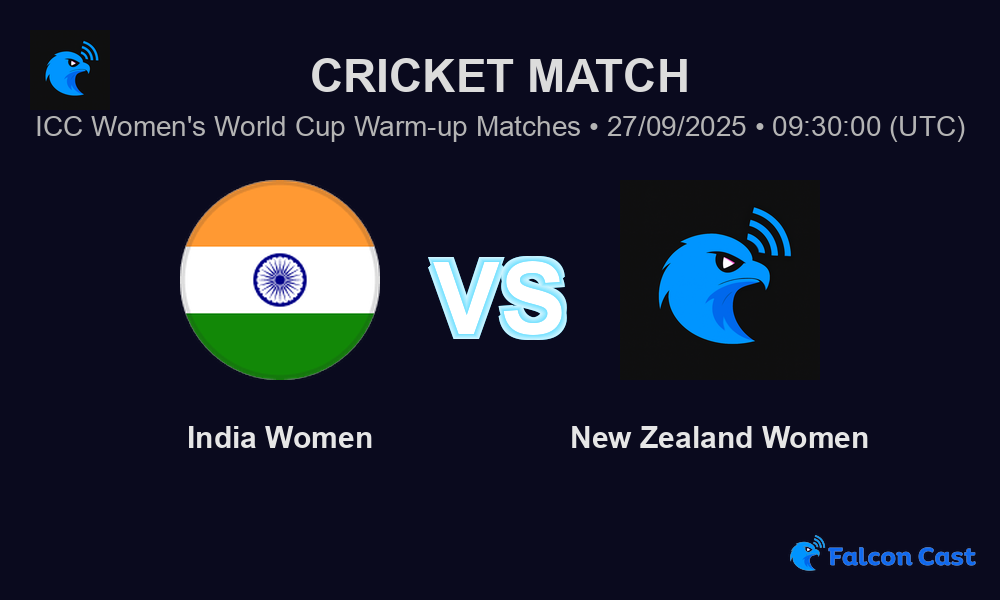 CRICKET MATCH
ICC Women's World Cup Warm-up Matches • 27/09/2025 • 09:30:00 (UTC)
VS
India Women
New Zealand Women
Falcon Cast